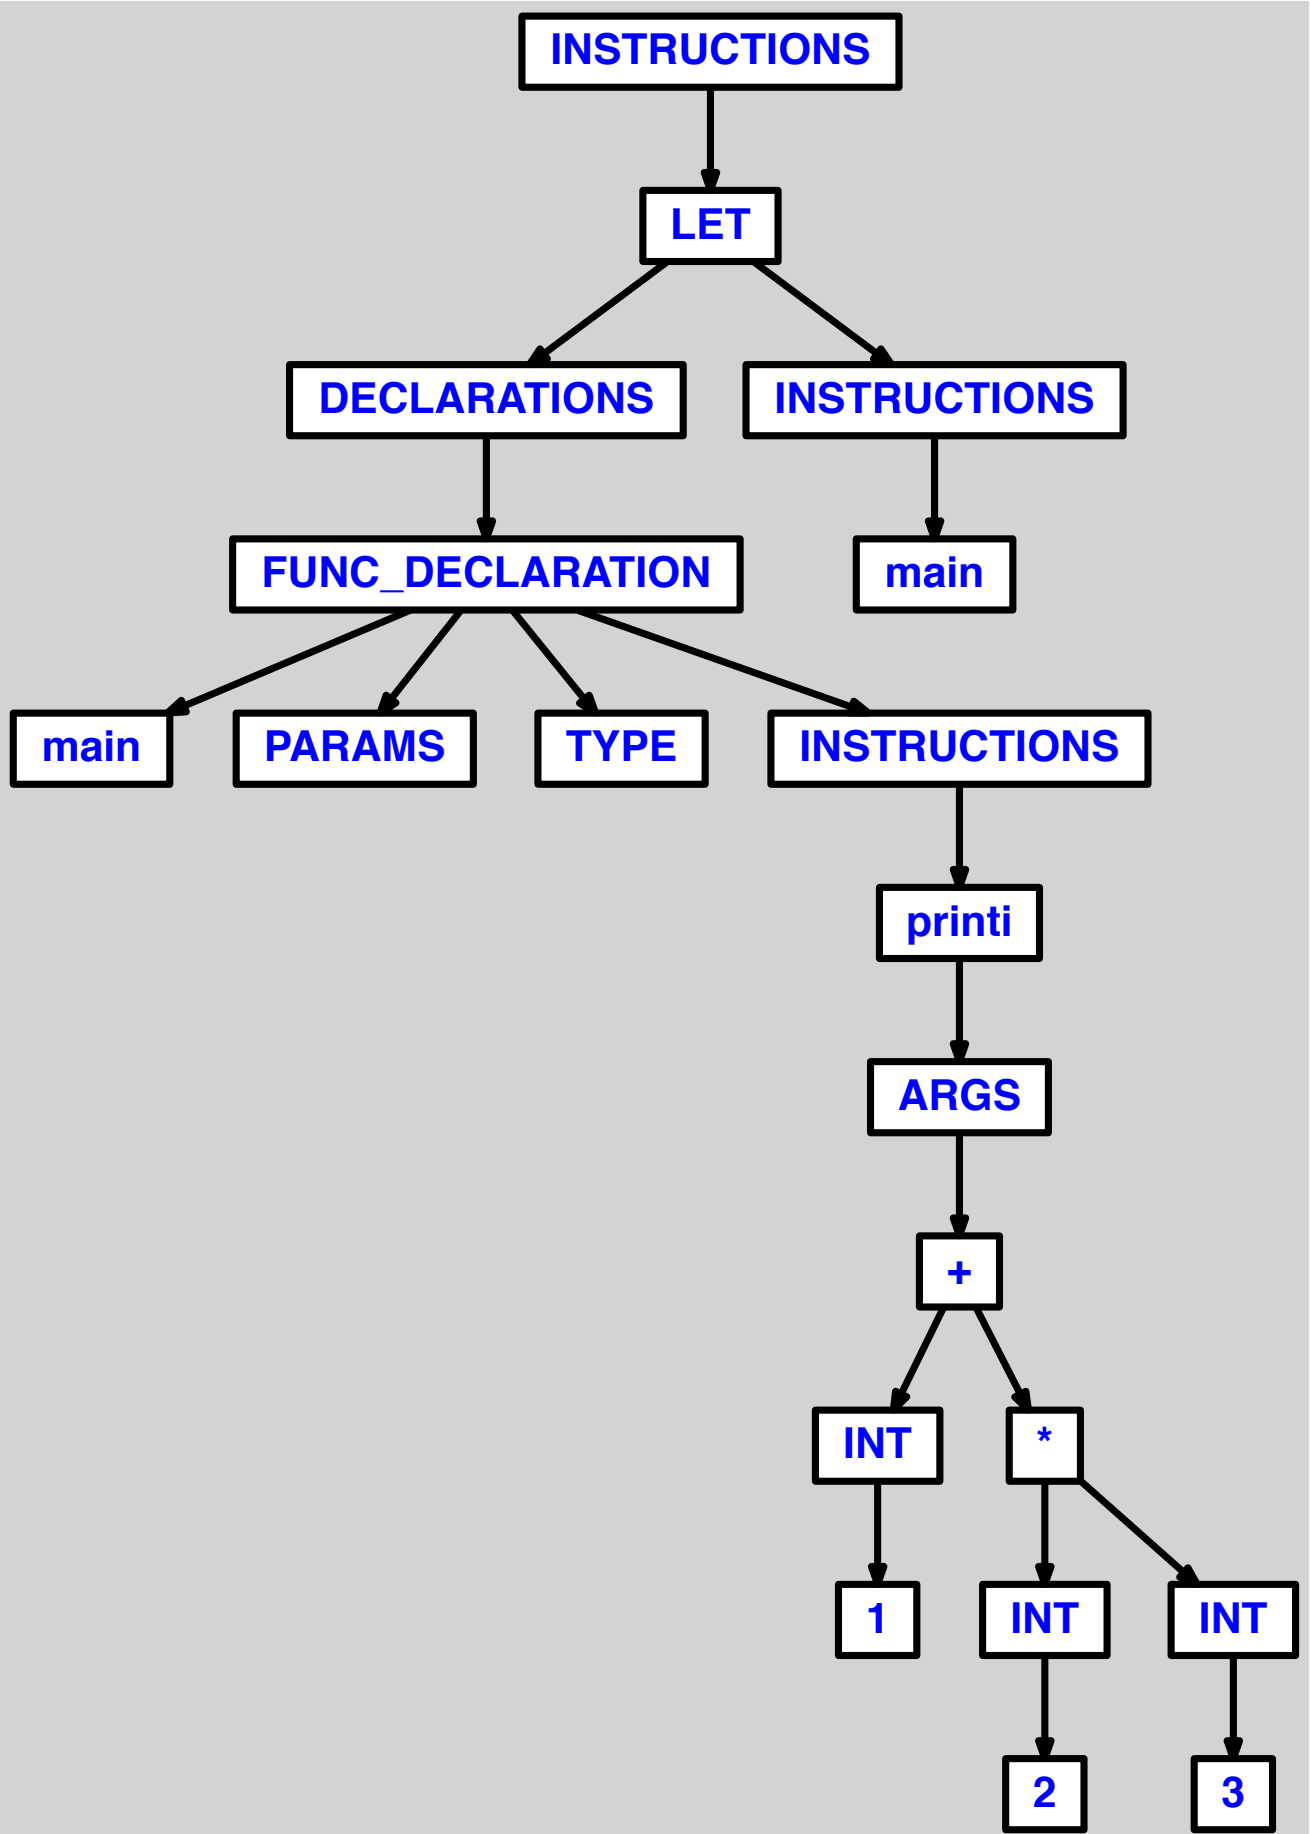 INSTRUCTIONS
LET
DECLARATIONS
INSTRUCTIONS
FUNC_DECLARATION
main
main
PARAMS
TYPE
INSTRUCTIONS
printi
ARGS
+
INT
*
1
INT
INT
2
3